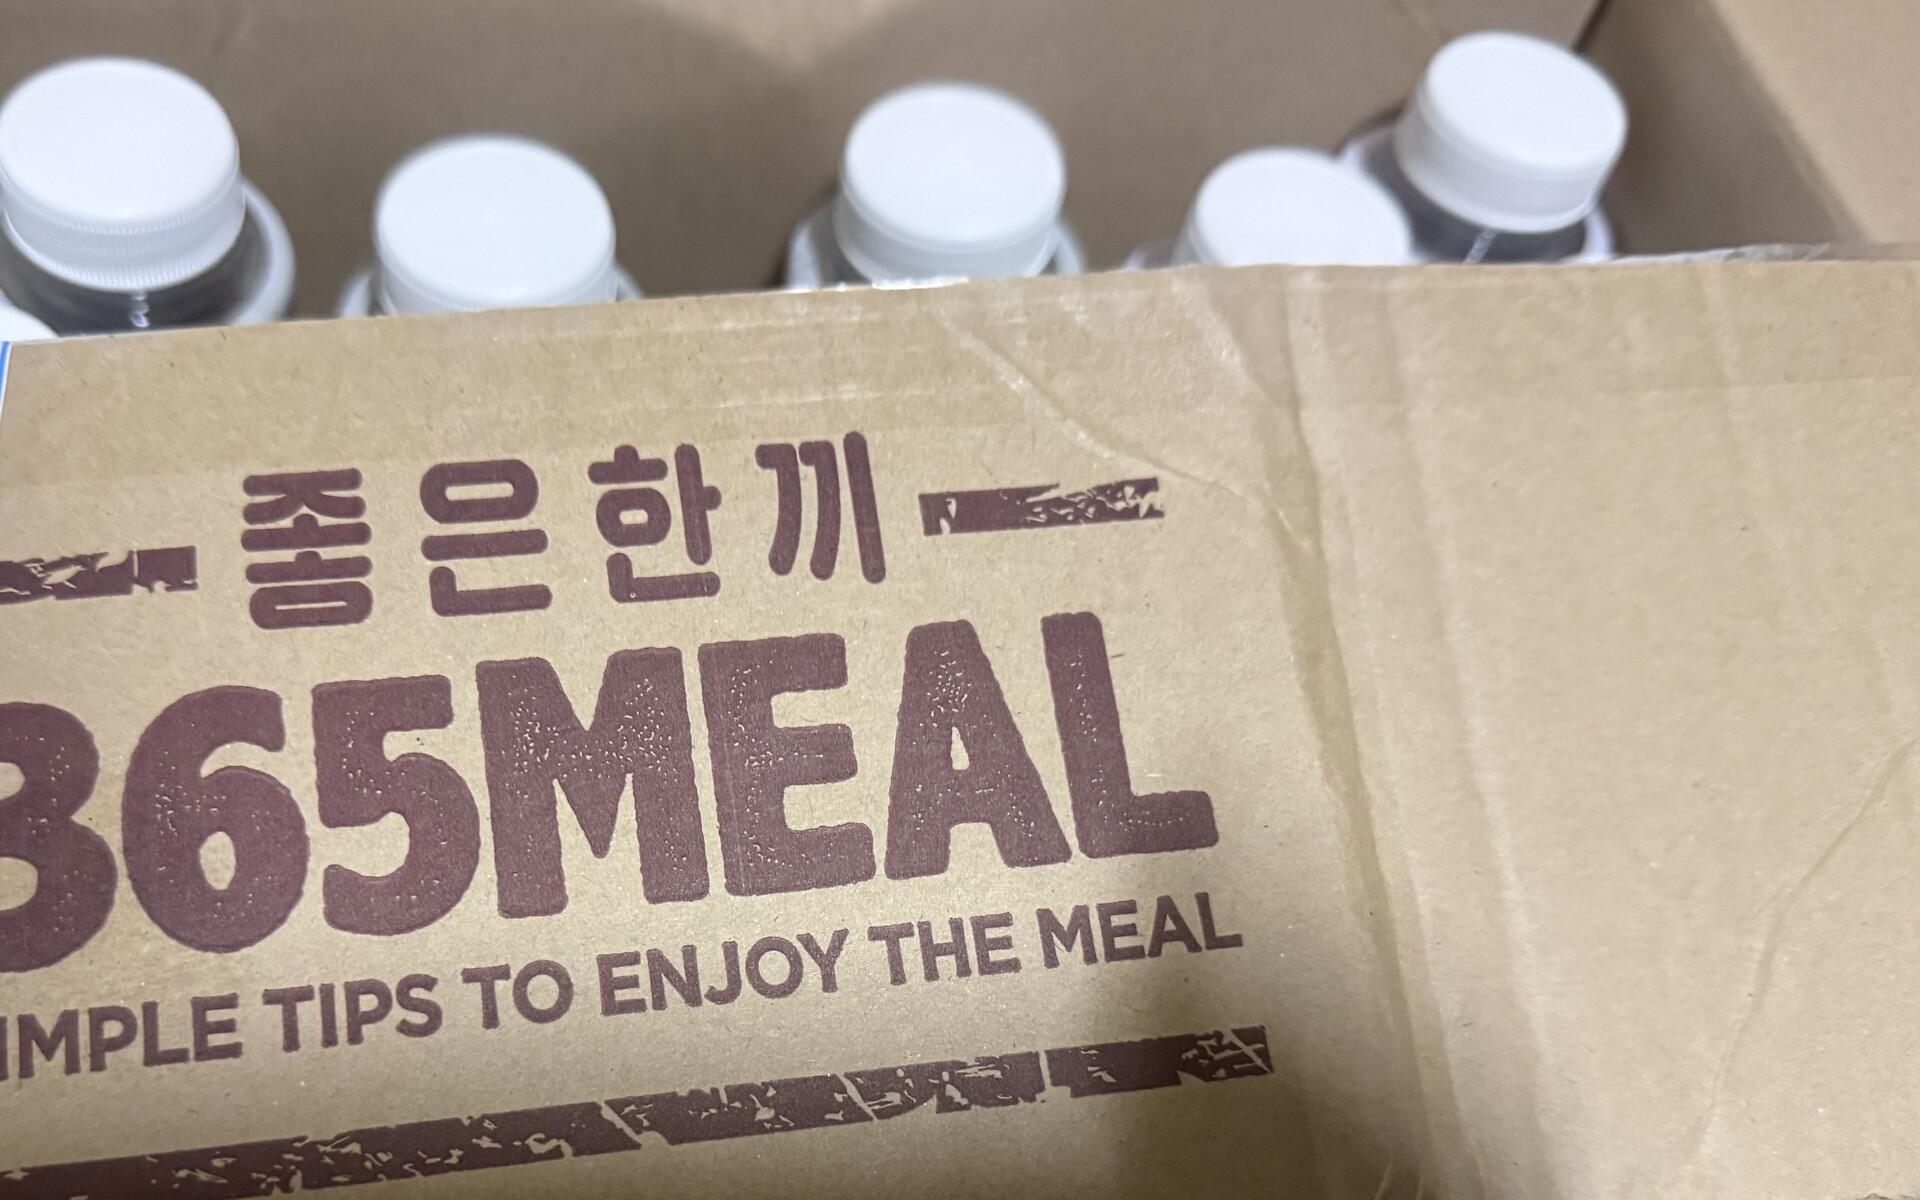 좋은한끼
365MEAL
IMPLE TIPS TO ENJOY THE MEAL